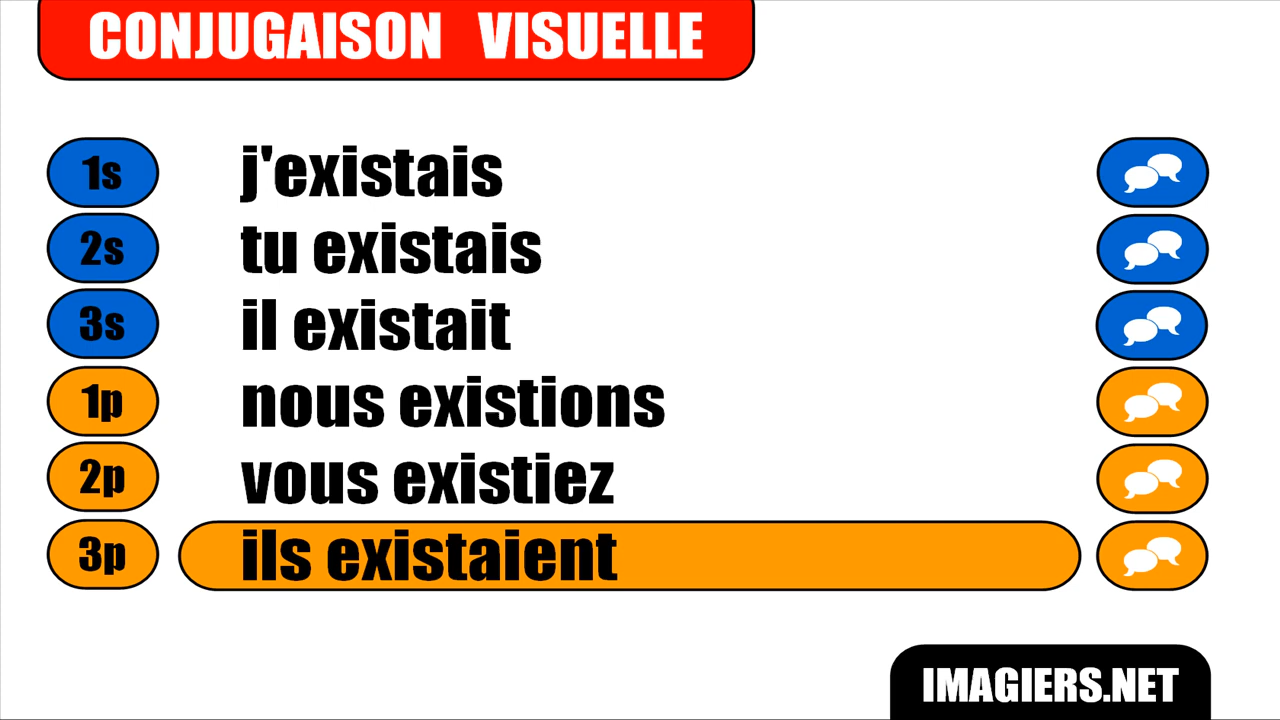 CONJUGAISON VISUELLE
1s j'existais
2s tu existais
3s il existait
1p nous existions
2p vous existiez
3p ils existaient
IMAGIERS.NET